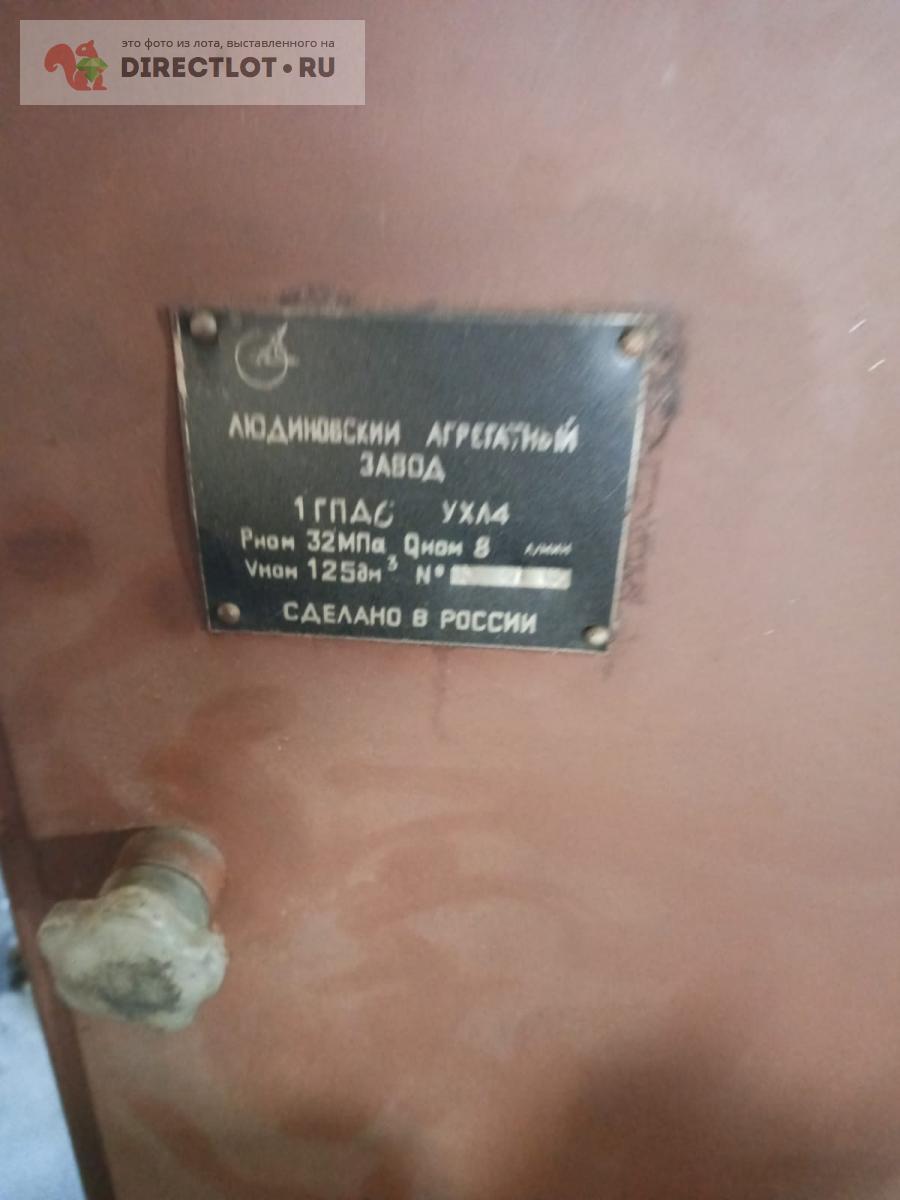 это фото из лота, выставленного на
DIRECTLOT•RU
ЛЮДИНОВСКИЙ АГРЕГАТНЫЙ
ЗАВОД
УХЛ4
Рном 32МПа Qном 8 л/мин
Vном 125дм³ №
СДЕЛАНО В РОССИИ